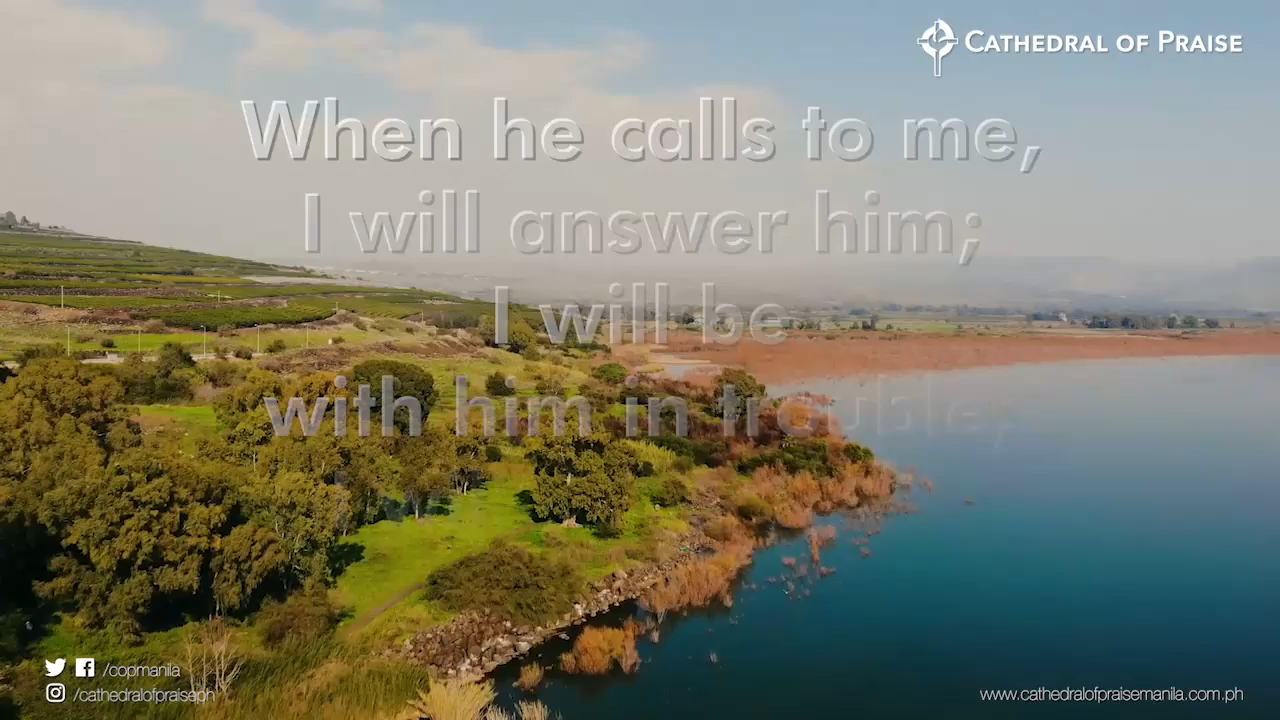 CATHEDRAL OF PRAISE
When he calls to me,
I will answer him;
I will be
with him in trouble,
/copmanila
/cathedralofpraiseph
www.cathedralofpraisemanila.com.ph